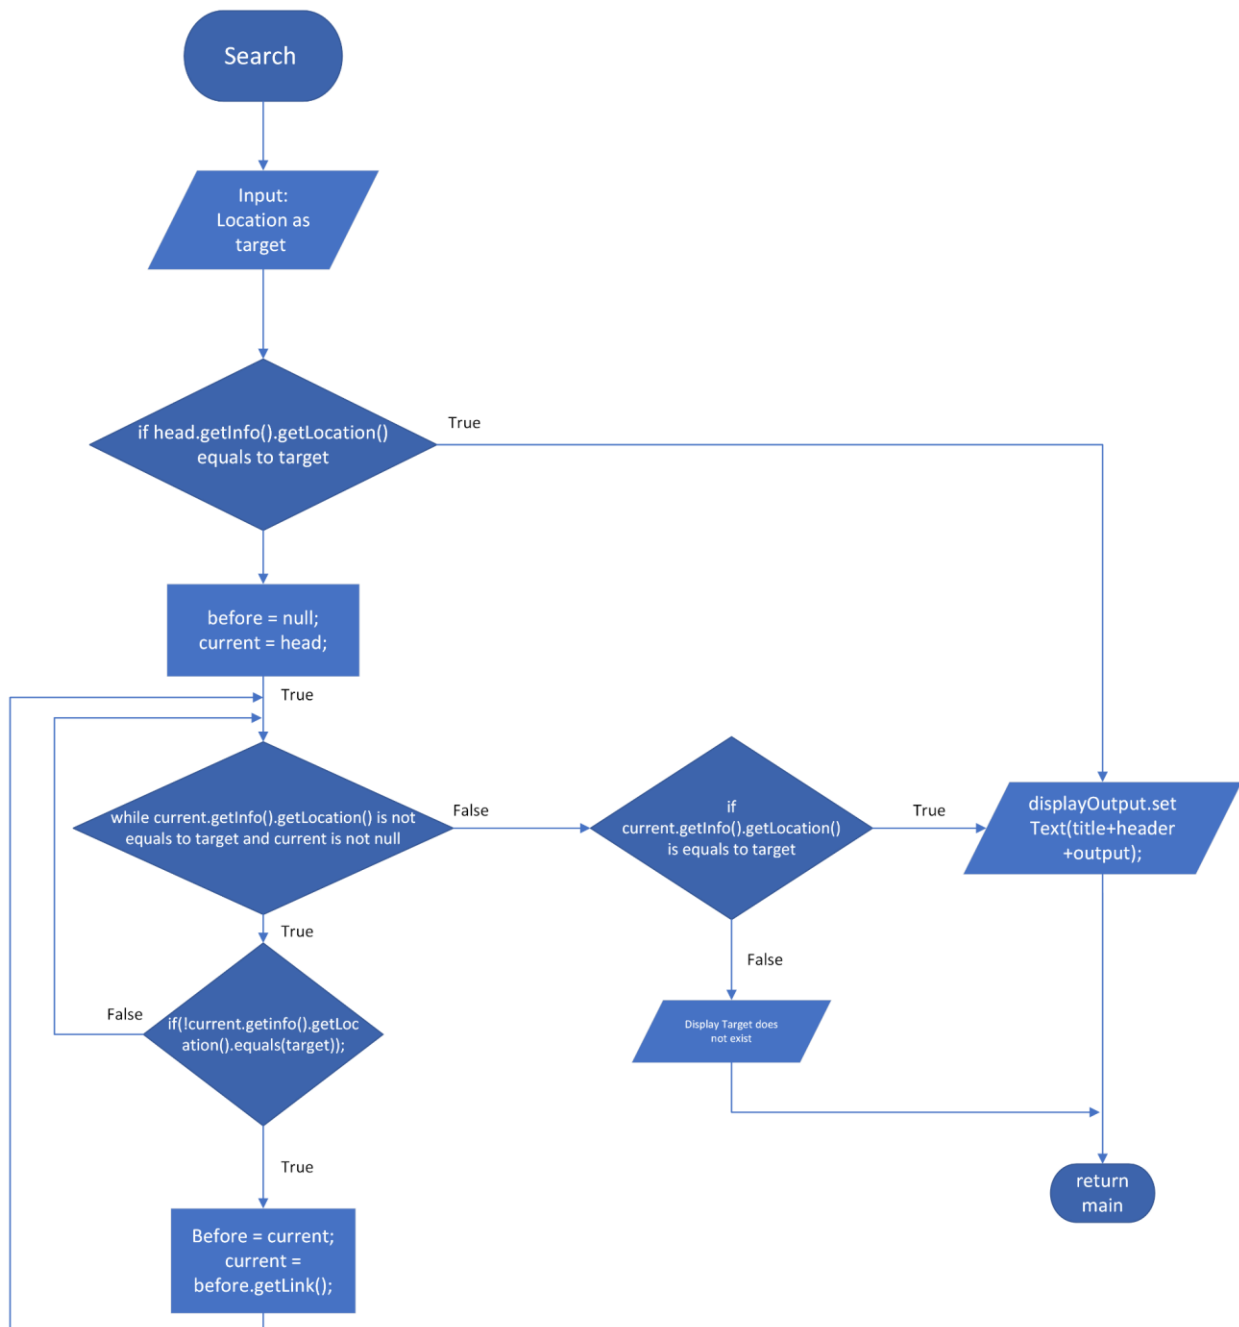 Search
Input:
Location as
target
if head.getInfo().getLocation()
equals to target
True
before = null;
current = head;
True
while current.getInfo().getLocation() is not
equals to target and current is not null
False
if
current.getInfo().getLocation()
is equals to target
True
displayOutput.set
Text(title+header
+output);
True
False
if(!current.getinfo().getLoc
ation().equals(target));
False
Display Target does
not exist
True
Before = current;
current =
before.getLink();
return
main